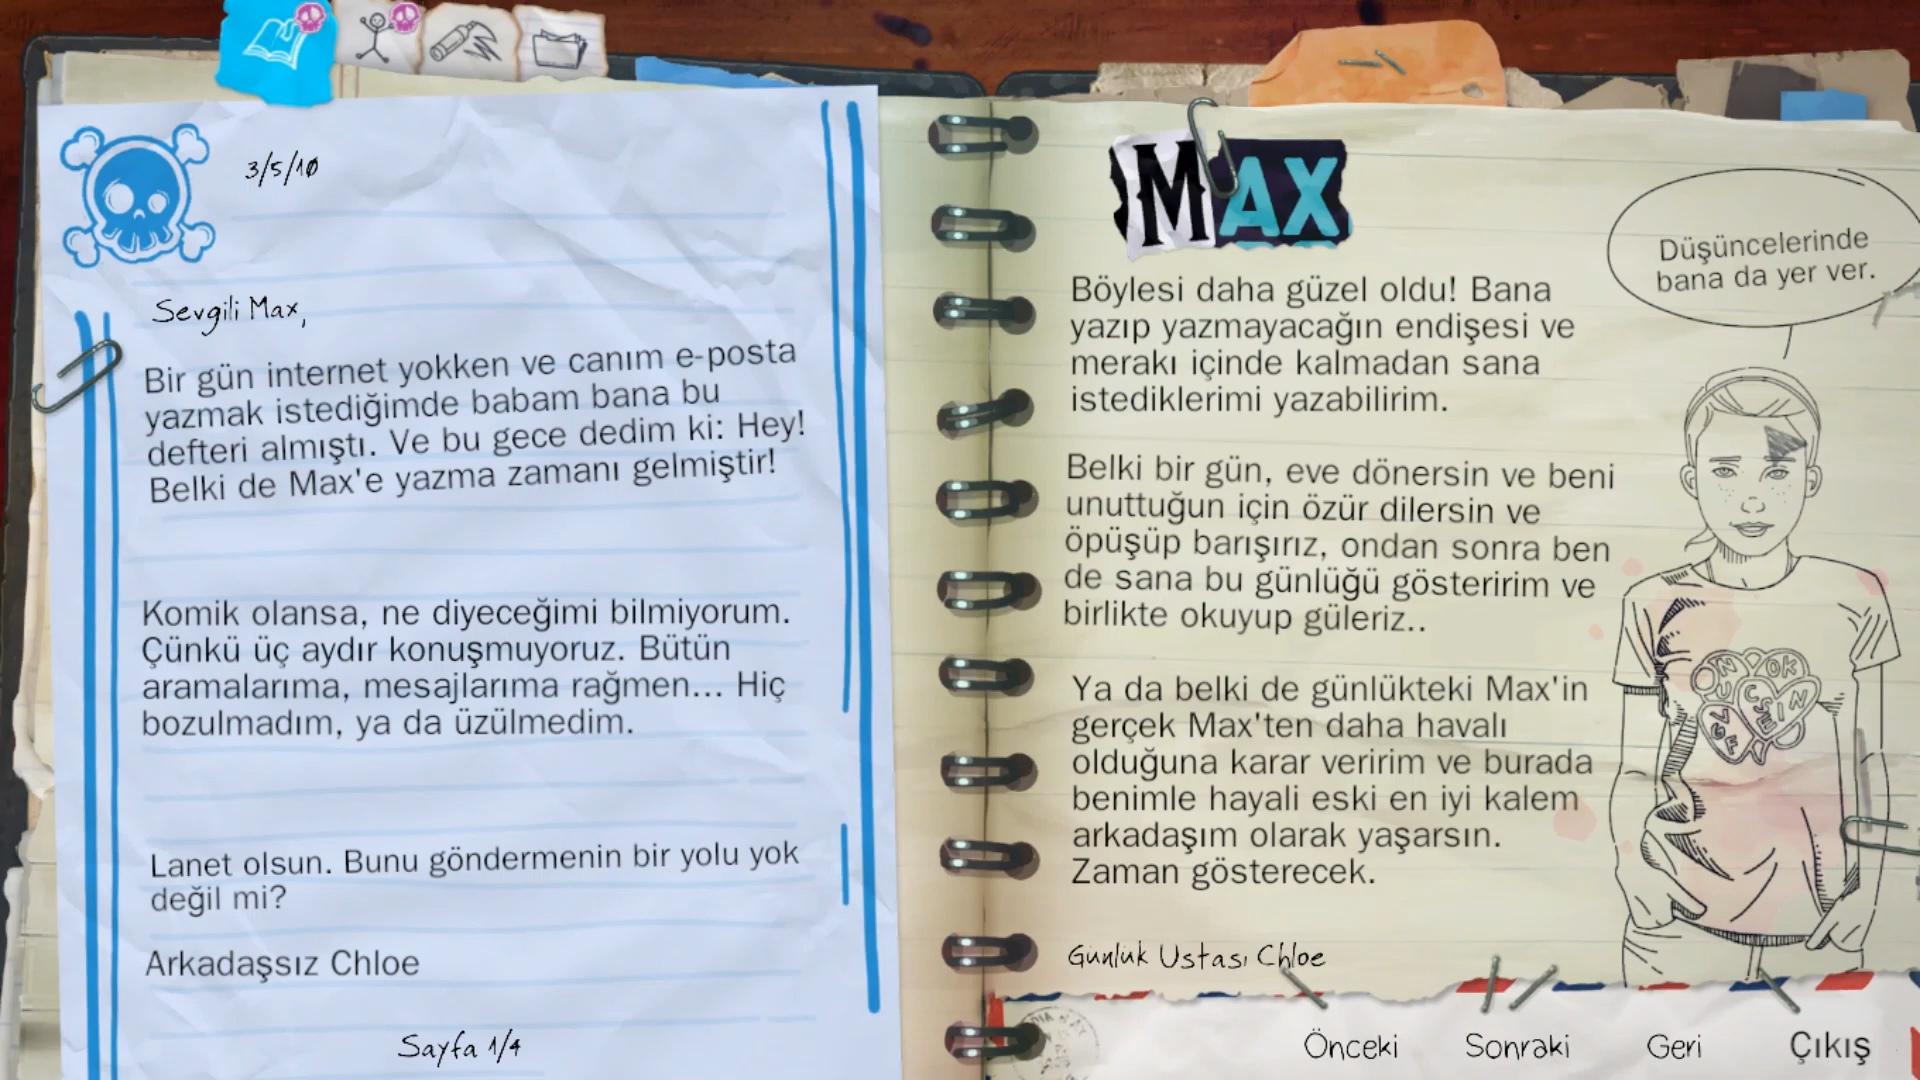 3/5/10
Sevgili Max,
Bir gün internet yokken ve canım e-posta
yazmak istediğimde babam bana bu
defteri almıştı. Ve bu gece dedim ki: Hey!
Belki de Max'e yazma zamanı gelmiştir!
Komik olansa, ne diyeceğimi bilmiyorum.
Çünkü üç aydır konuşmuyoruz. Bütün
aramalarıma, mesajlarıma rağmen... Hiç
bozulmadım, ya da üzülmedim.
Lanet olsun. Bunu göndermenin bir yolu yok
değil mi?
Arkadaşsız Chloe
Sayfa 1/4
MAX
Böylesi daha güzel oldu! Bana
yazıp yazmayacağın endişesi ve
merakı içinde kalmadan sana
istediklerimi yazabilirim.
Belki bir gün, eve dönersin ve beni
unuttuğun için özür dilersin ve
öpüşüp barışırız, ondan sonra ben
de sana bu günlüğü gösteririm ve
birlikte okuyup güleriz..
Ya da belki de günlükteki Max'in
gerçek Max'ten daha havalı
olduğuna karar veririm ve burada
benimle hayali eski en iyi kalem
arkadaşım olarak yaşarsın.
Zaman gösterecek.
Günlük Ustası Chloe
Düşüncelerinde
bana da yer ver.
Önceki Sonraki Geri Çıkış